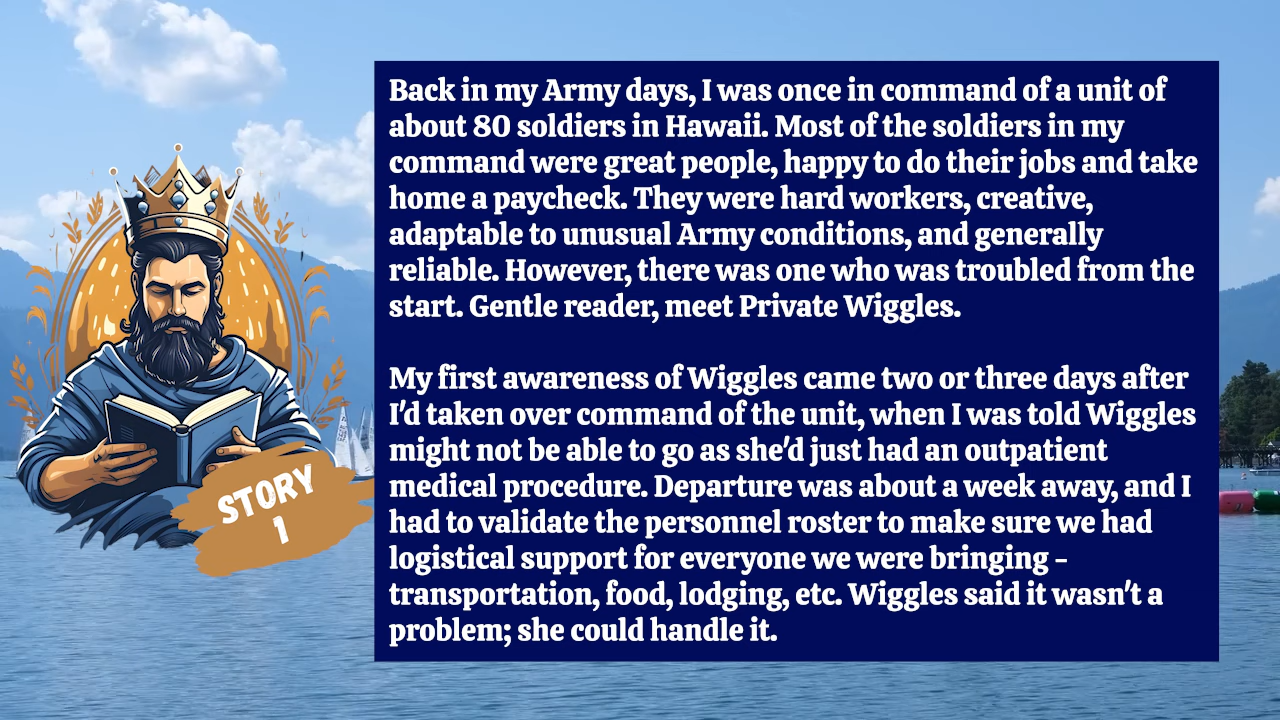 Back in my Army days, I was once in command of a unit of
about 80 soldiers in Hawaii. Most of the soldiers in my
command were great people, happy to do their jobs and take
home a paycheck. They were hard workers, creative,
adaptable to unusual Army conditions, and generally
reliable. However, there was one who was troubled from the
start. Gentle reader, meet Private Wiggles.
My first awareness of Wiggles came two or three days after
I'd taken over command of the unit, when I was told Wiggles
might not be able to go as she'd just had an outpatient
medical procedure. Departure was about a week away, and I
had to validate the personnel roster to make sure we had
logistical support for everyone we were bringing -
transportation, food, lodging, etc. Wiggles said it wasn't a
problem; she could handle it.
STORY
1